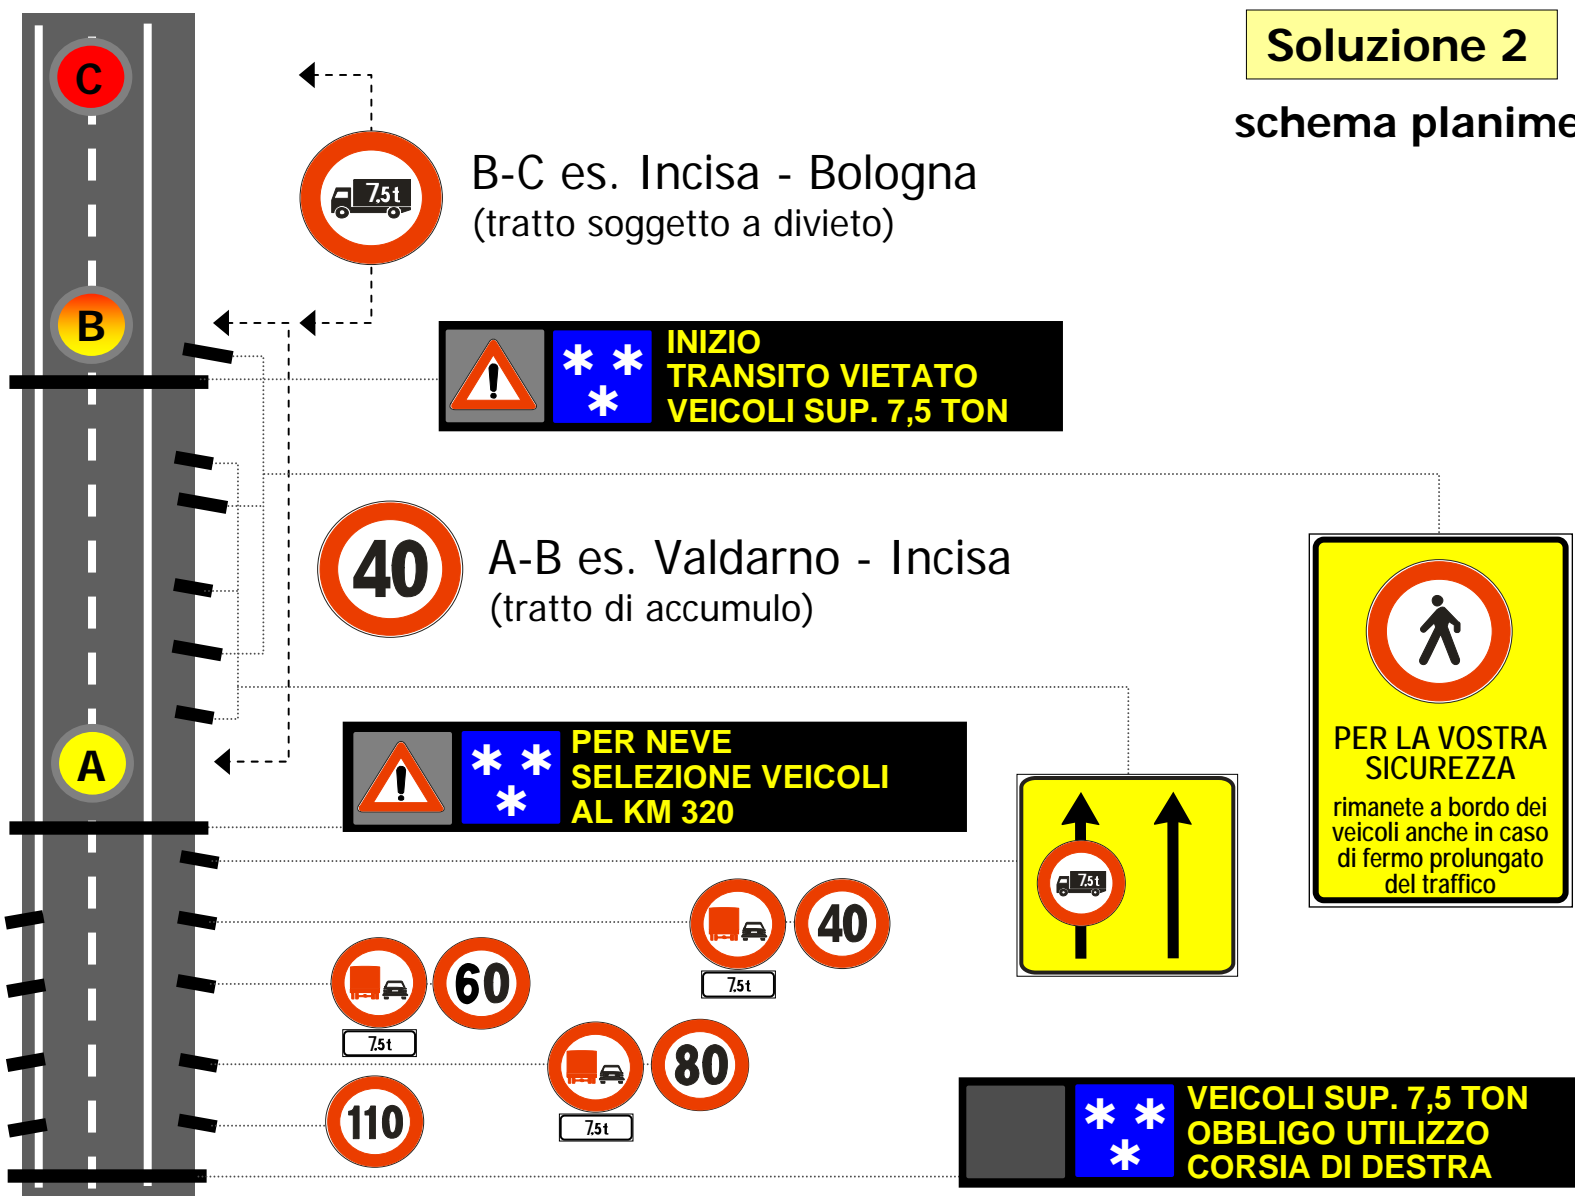 Soluzione 2
schema planime
C
7.5t
B-C es. Incisa - Bologna
(tratto soggetto a divieto)
B
INIZIO
TRANSITO VIETATO
VEICOLI SUP. 7,5 TON
40
A-B es. Valdarno - Incisa
(tratto di accumulo)
PER LA VOSTRA
SICUREZZA
rimanete a bordo dei
veicoli anche in caso
di fermo prolungato
del traffico
A
PER NEVE
SELEZIONE VEICOLI
AL KM 320
7.5t
40
7.5t
60
7.5t
80
7.5t
110
VEICOLI SUP. 7,5 TON
OBBLIGO UTILIZZO
CORSIA DI DESTRA